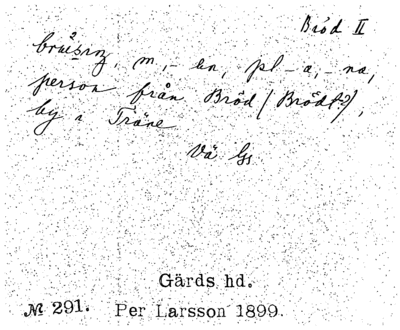 Bröd II
m, - en, pl - a, - na,
person från Bröd (Brödt?),
by i Träne
Vä Gs
Gärds hd.
№ 291. Per Larsson 1899.